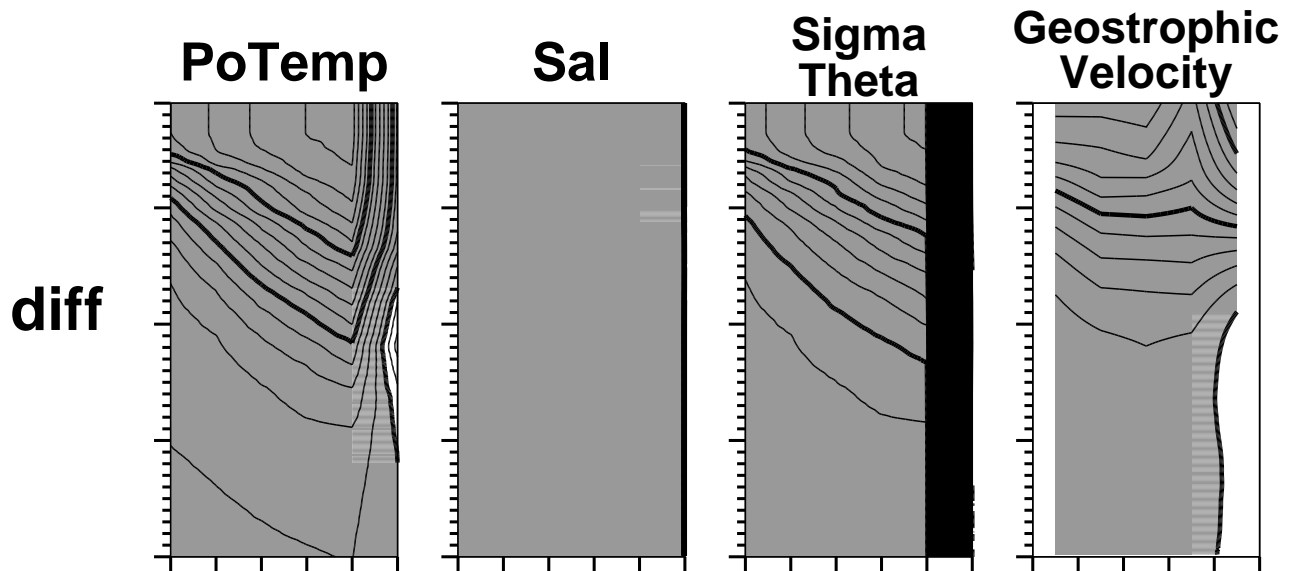 PoTemp
Sal
Sigma
Theta
Geostrophic
Velocity
diff